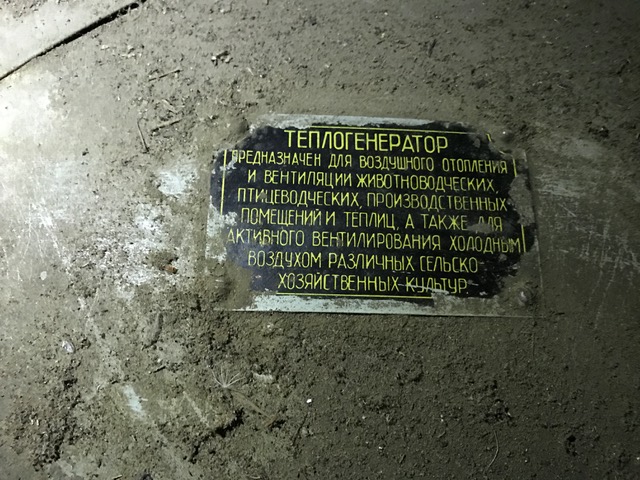 ТЕПЛОГЕНЕРАТОР
ПРЕДНАЗНАЧЕН ДЛЯ ВОЗДУШНОГО ОТОПЛЕНИЯ
И ВЕНТИЛЯЦИИ ЖИВОТНОВОДЧЕСКИХ,
ПТИЦЕВОДЧЕСКИХ, ПРОИЗВОДСТВЕННЫХ
ПОМЕЩЕНИЙ И ТЕПЛИЦ, А ТАКЖЕ ДЛЯ
АКТИВНОГО ВЕНТИЛИРОВАНИЯ ХОЛОДНЫМ
ВОЗДУХОМ РАЗЛИЧНЫХ СЕЛЬСКО-
ХОЗЯЙСТВЕННЫХ КУЛЬТУР